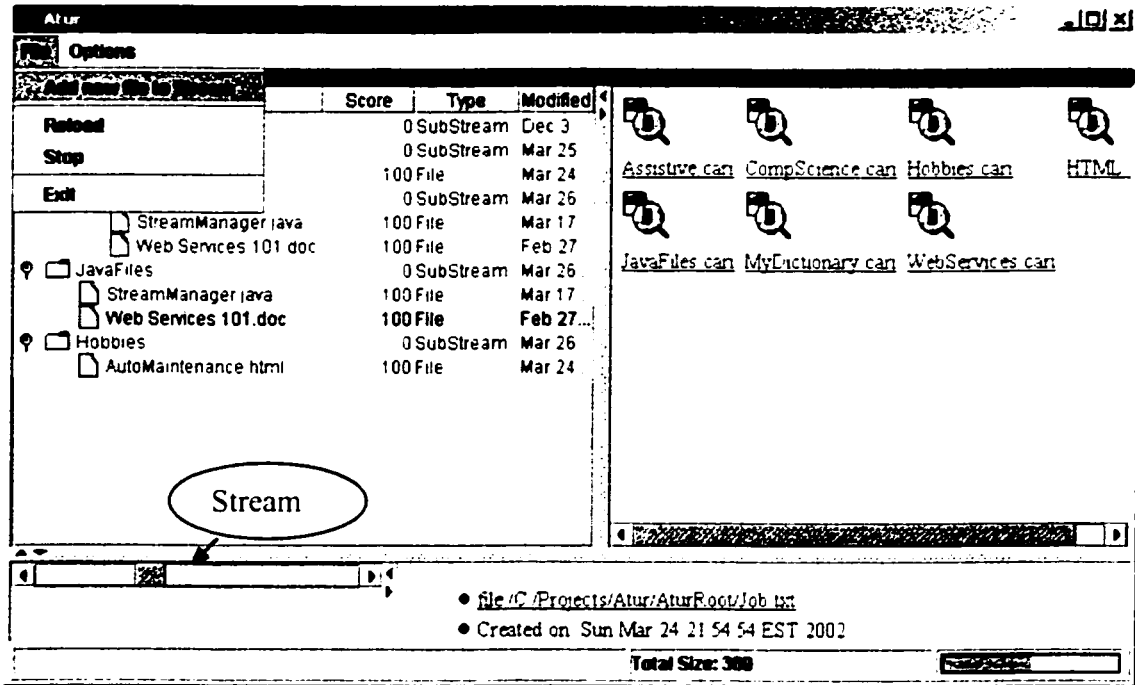 Atur
File Options
Add new file to Stream
Reload
Stop
Exit
Score Type Modified
0 SubStream Dec 3
0 SubStream Mar 25
100 File Mar 24
0 SubStream Mar 26
StreamManager java 100 File Mar 17
Web Services 101 doc 100 File Feb 27
JavaFiles 0 SubStream Mar 26
StreamManager java 100 File Mar 17
Web Services 101.doc 100 File Feb 27...
Hobbies 0 SubStream Mar 26
AutoMaintenance html 100 File Mar 24
Assistive can CompScience can Hobbies can HTML
JavaFiles can MyDictionary can WebServices can
Stream
file /C /Projects/Atur/AturRoot/Job txt
Created on Sun Mar 24 21 54 54 EST 2002
Total Size: 300